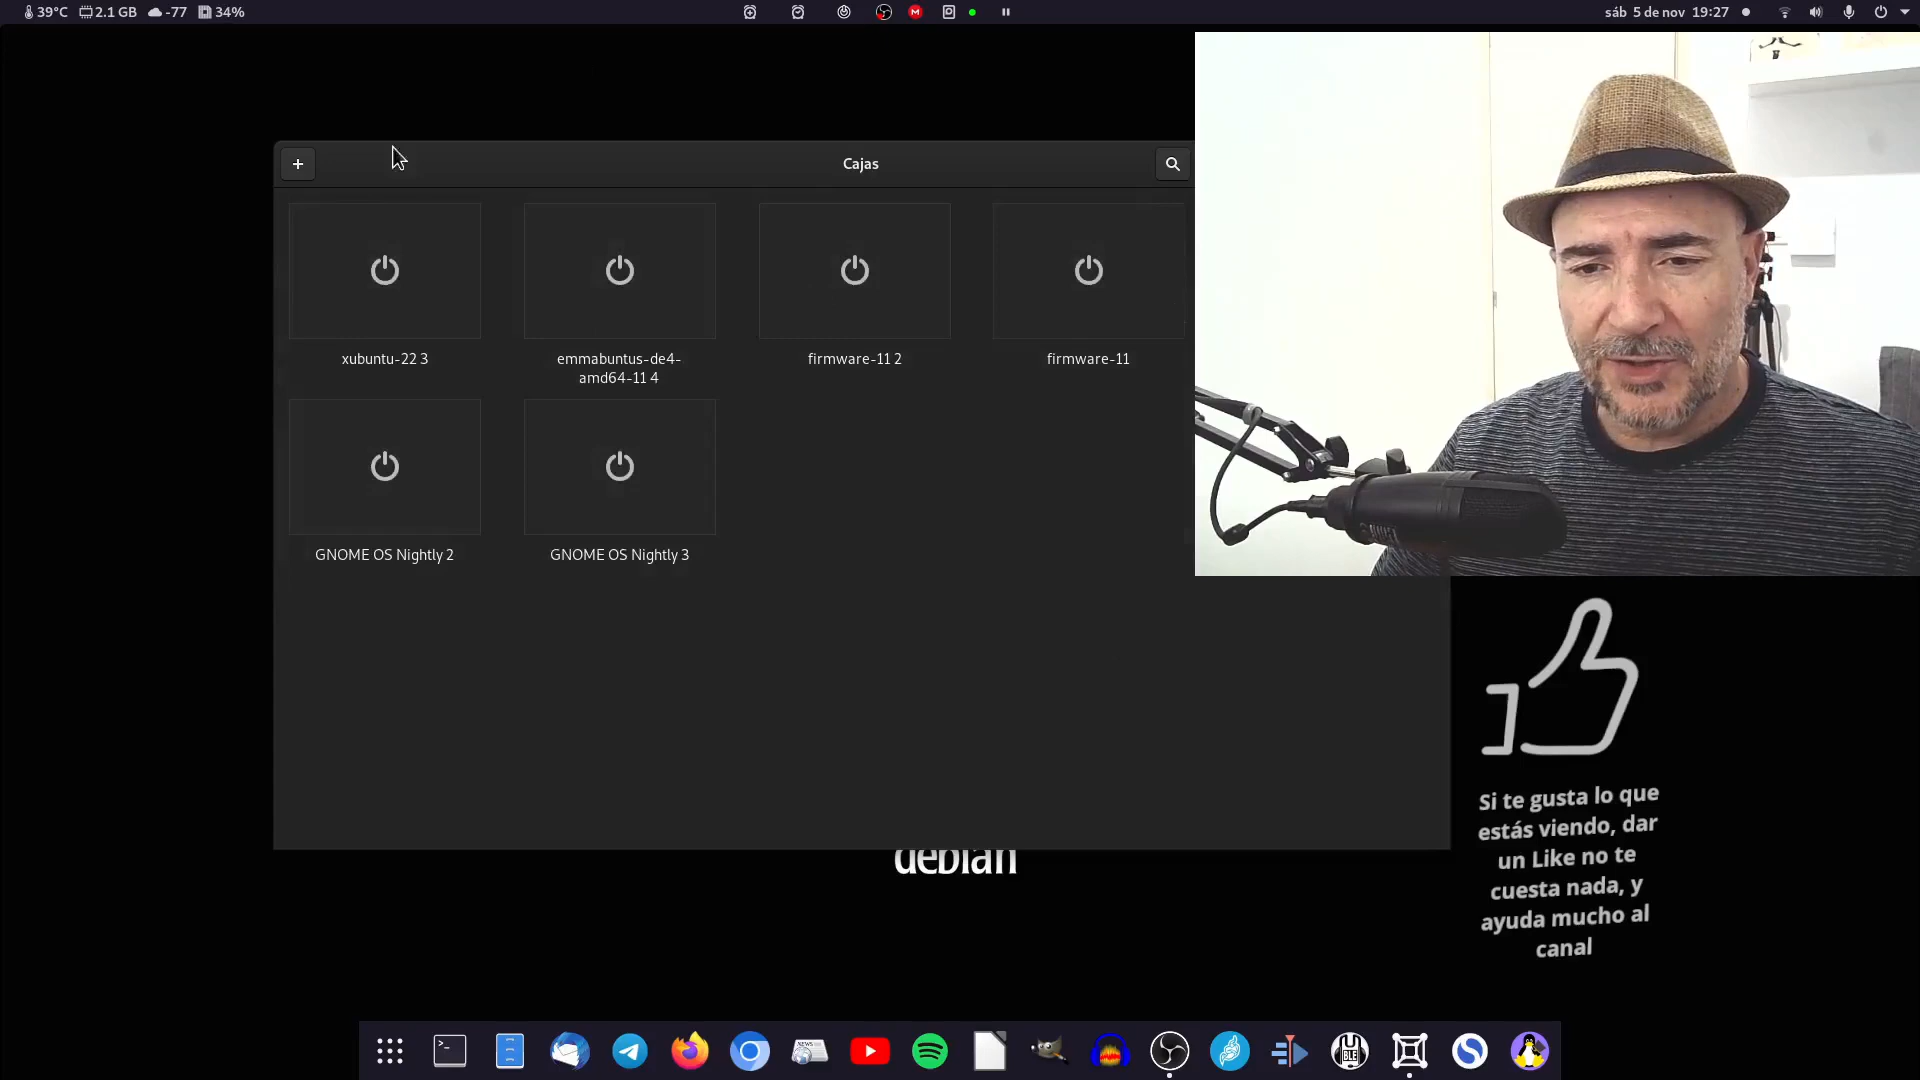 39°C 2.1 GB -77 34%
sáb 5 de nov 19:27
Cajas
xubuntu-22 3
emmabuntus-de4-
amd64-11 4
firmware-11 2
firmware-11
GNOME OS Nightly 2
GNOME OS Nightly 3
debian
Si te gusta lo que
estás viendo, dar
un Like no te
cuesta nada, y
ayuda mucho al
canal
NEWS
BLE